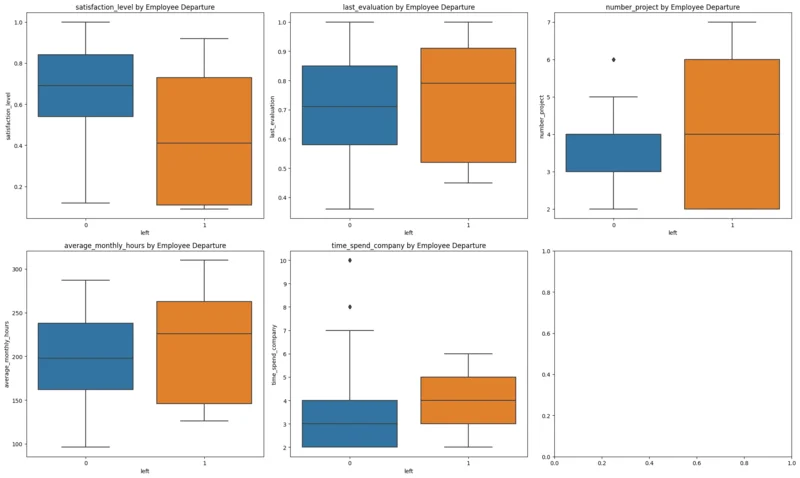 satisfaction_level by Employee Departure
satisfaction_level
1.0
0.8
0.6
0.4
0.2
0 1
left
last_evaluation by Employee Departure
last_evaluation
1.0
0.9
0.8
0.7
0.6
0.5
0.4
0 1
left
number_project by Employee Departure
number_project
7
6
5
4
3
2
0 1
left
average_monthly_hours by Employee Departure
average_monthly_hours
300
250
200
150
100
0 1
left
time_spend_company by Employee Departure
time_spend_company
10
9
8
7
6
5
4
3
2
0 1
left
1.0
0.8
0.6
0.4
0.2
0.0
0.0 0.2 0.4 0.6 0.8 1.0